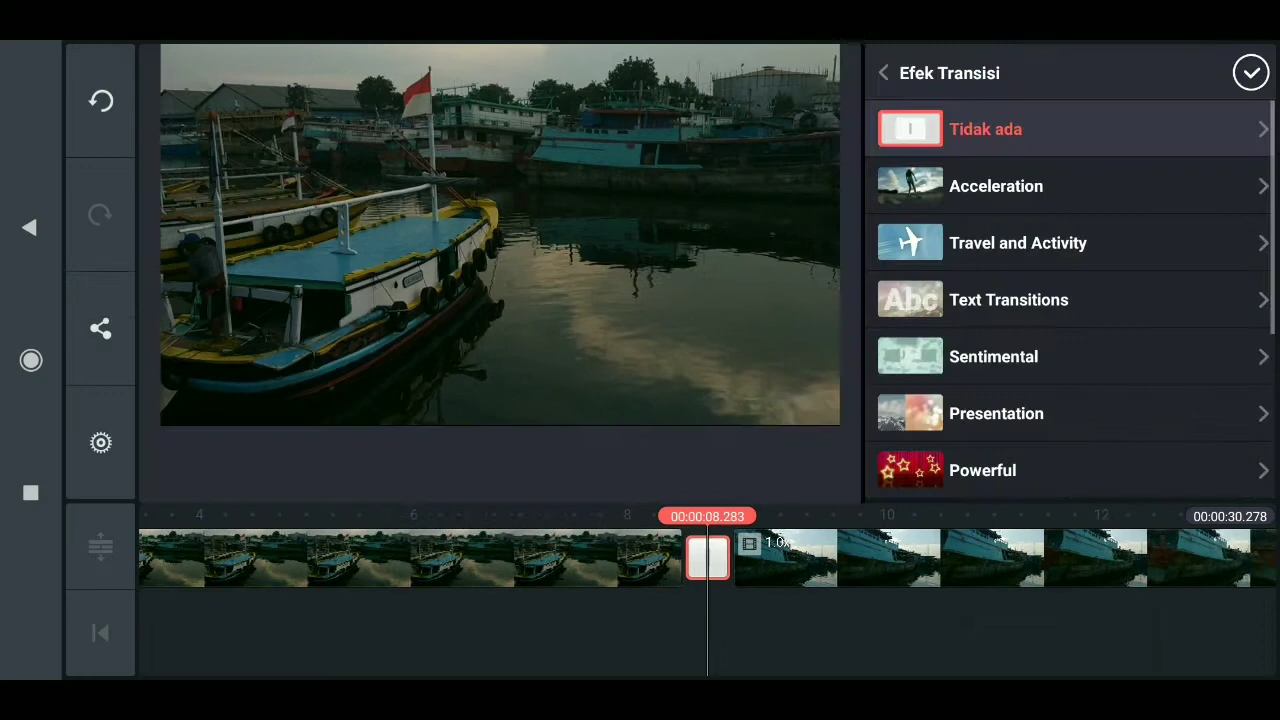 Efek Transisi
Tidak ada
Acceleration
Travel and Activity
Abc
Text Transitions
Sentimental
Presentation
Powerful
4
6
8
00:00:08.283
10
12
00:00:30.278
1.0x